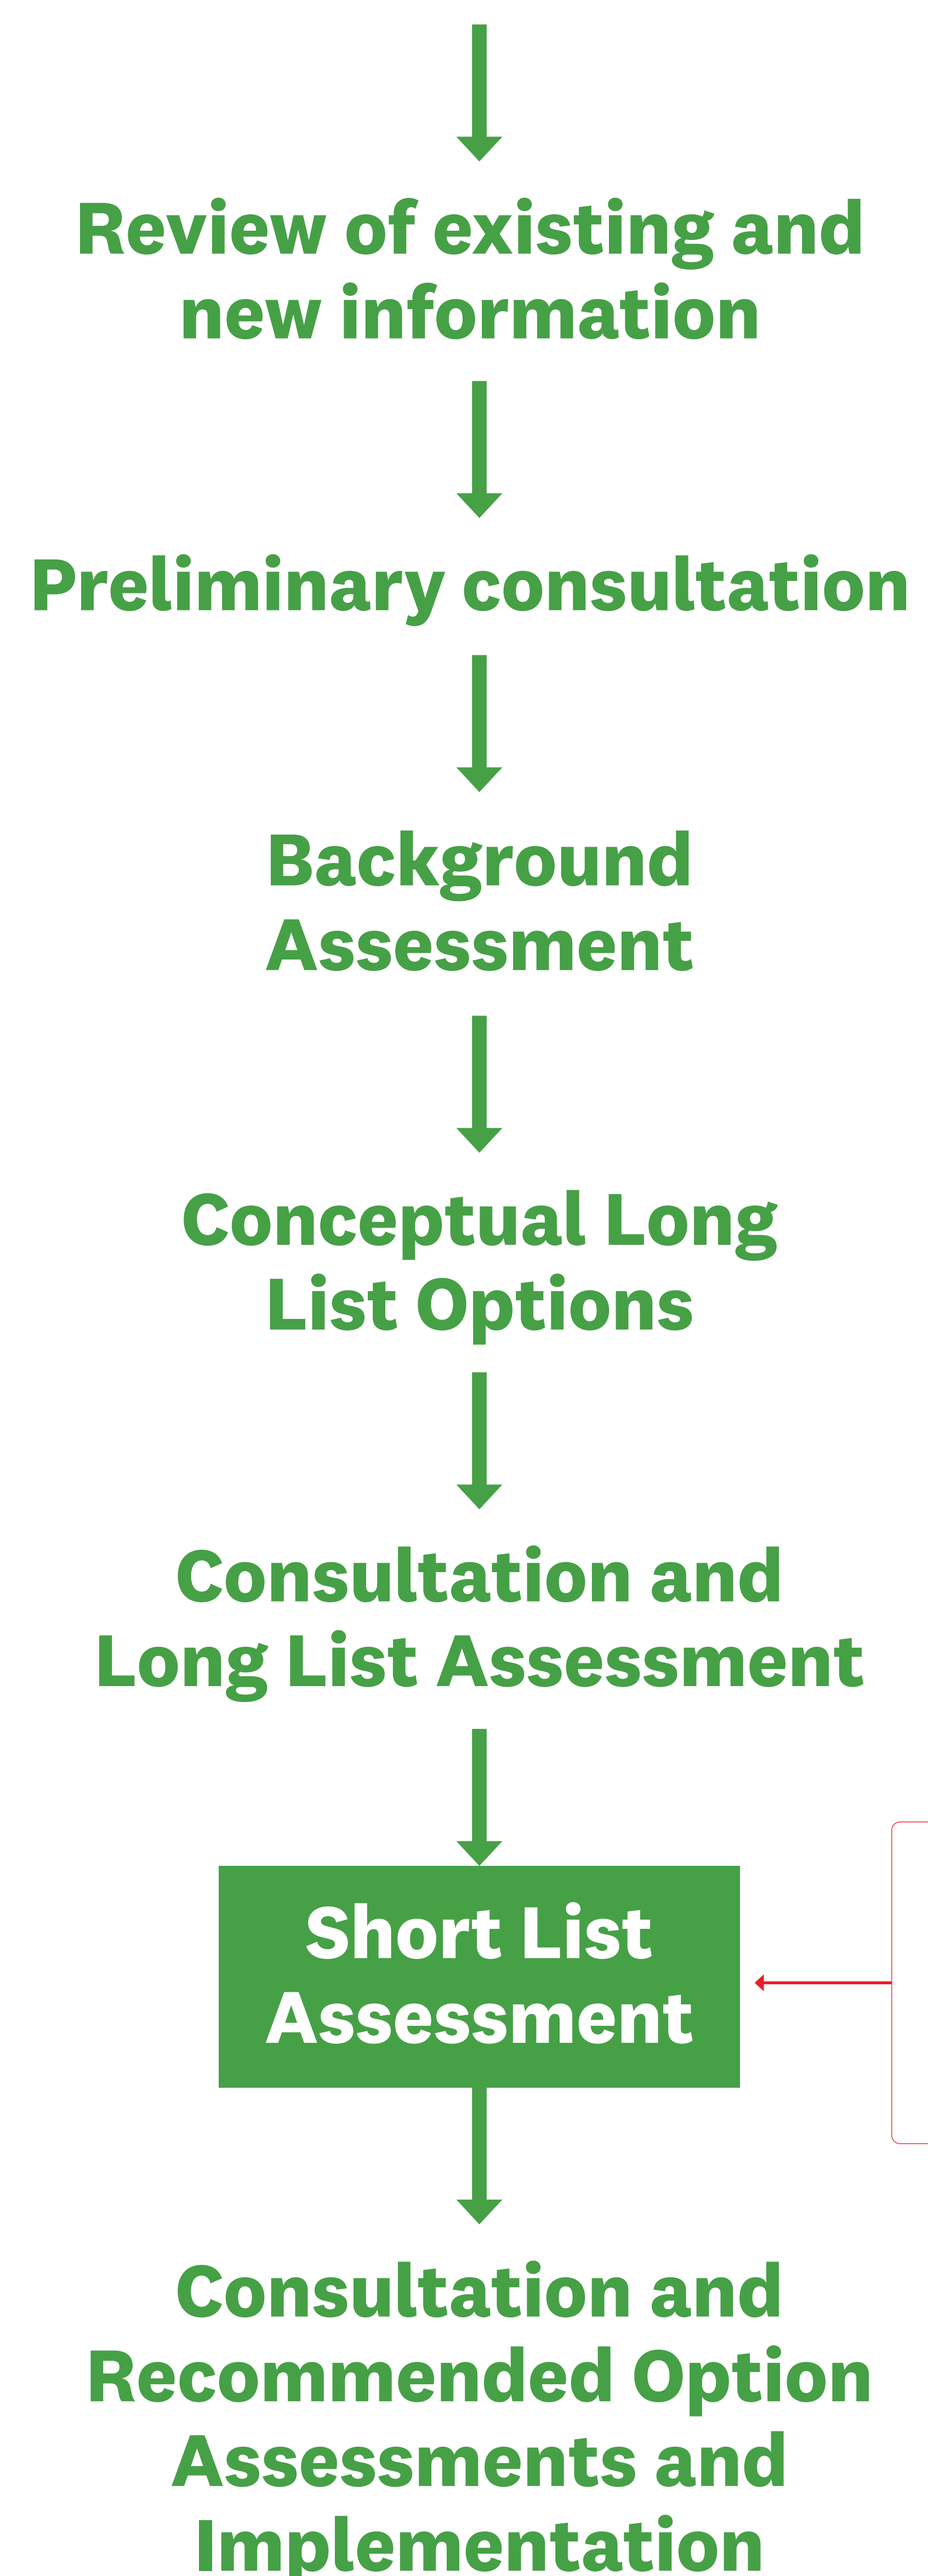 Review of existing and
new information
Preliminary consultation
Background
Assessment
Conceptual Long
List Options
Consultation and
Long List Assessment
Short List
Assessment
Consultation and
Recommended Option
Assessments and
Implementation